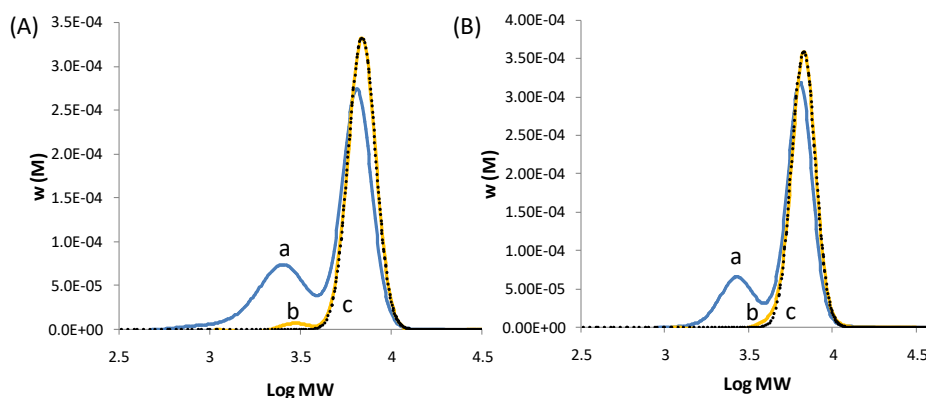 (A)
3.5E-04
3.0E-04
2.5E-04
2.0E-04
1.5E-04
1.0E-04
5.0E-05
0.0E+00
w (M)
a
b
c
2.5
3
3.5
4
4.5
Log MW
(B)
4.00E-04
3.50E-04
3.00E-04
2.50E-04
2.00E-04
1.50E-04
1.00E-04
5.00E-05
0.00E+00
w (M)
a
b
c
2.5
3
3.5
4
4.5
Log MW